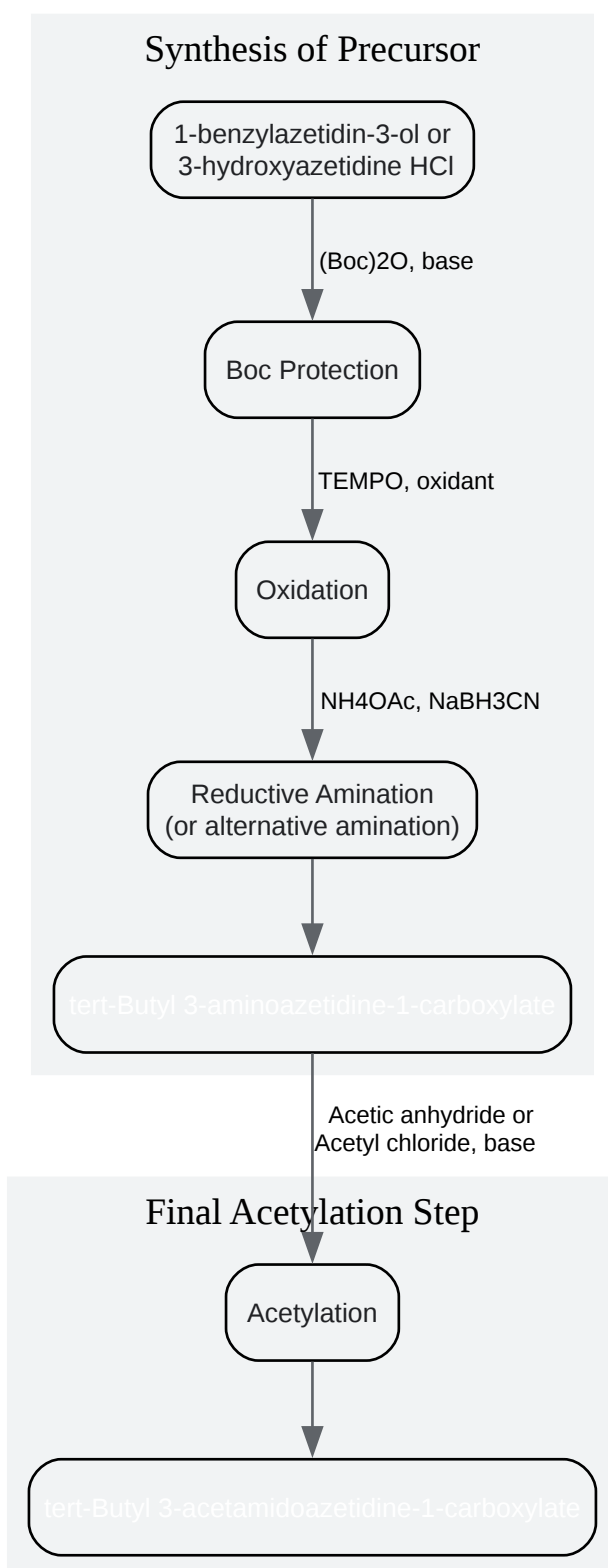 Synthesis of Precursor
1-benzylazetidin-3-ol or
3-hydroxyazetidine HCl
(Boc)2O, base
Boc Protection
TEMPO, oxidant
Oxidation
NH4OAc, NaBH3CN
Reductive Amination
(or alternative amination)
tert-Butyl 3-aminoazetidine-1-carboxylate
Acetic anhydride or
Acetyl chloride, base
Final Acetylation Step
Acetylation
tert-Butyl 3-acetamidoazetidine-1-carboxylate